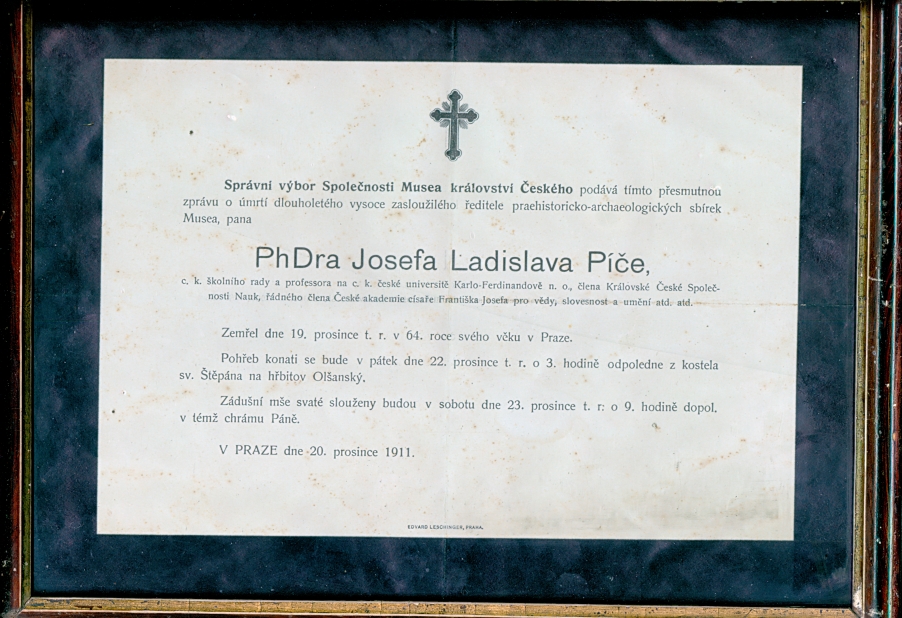 Správní výbor Společnosti Musea království Českého podává tímto přesmutnou
zprávu o úmrtí dlouholetého vysoce zasloužilého ředitele praehistoricko-archaeologických sbírek
Musea, pana
PhDra Josefa Ladislava Píče,
c. k. školního rady a professora na c. k. české universitě Karlo-Ferdinandově n. o., člena Královské České Společ-
nosti Nauk, řádného člena České akademie císaře Františka Josefa pro vědy, slovesnost a umění atd. atd.
Zemřel dne 19. prosince t. r. v 64. roce svého věku v Praze.
Pohřeb konati se bude v pátek dne 22. prosince t. r. o 3. hodině odpoledne z kostela
sv. Štěpána na hřbitov Olšanský.
Zádušní mše svaté slouženy budou v sobotu dne 23. prosince t. r. o 9. hodině dopol.
v témž chrámu Páně.
V PRAZE dne 20. prosince 1911.
EDVARD LESCHINGER, PRAHA.